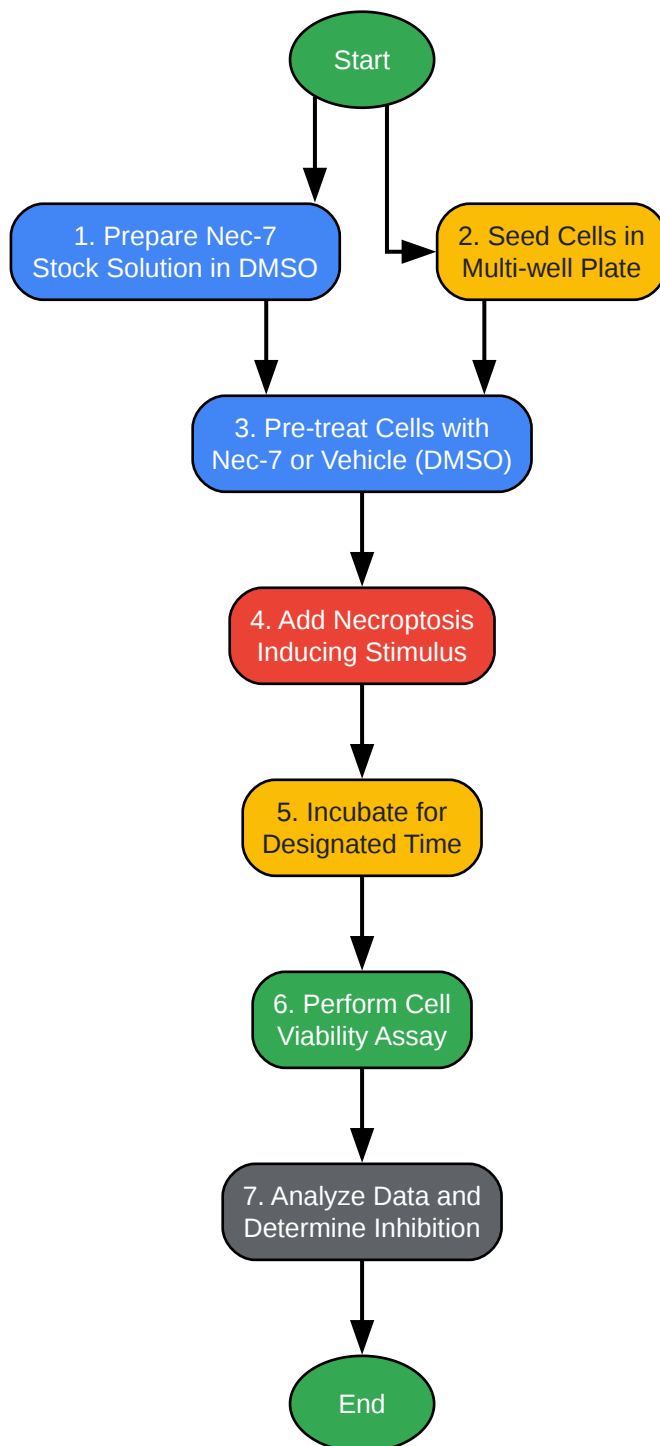 Start
1. Prepare Nec-7
Stock Solution in DMSO
2. Seed Cells in
Multi-well Plate
3. Pre-treat Cells with
Nec-7 or Vehicle (DMSO)
4. Add Necroptosis
Inducing Stimulus
5. Incubate for
Designated Time
6. Perform Cell
Viability Assay
7. Analyze Data and
Determine Inhibition
End